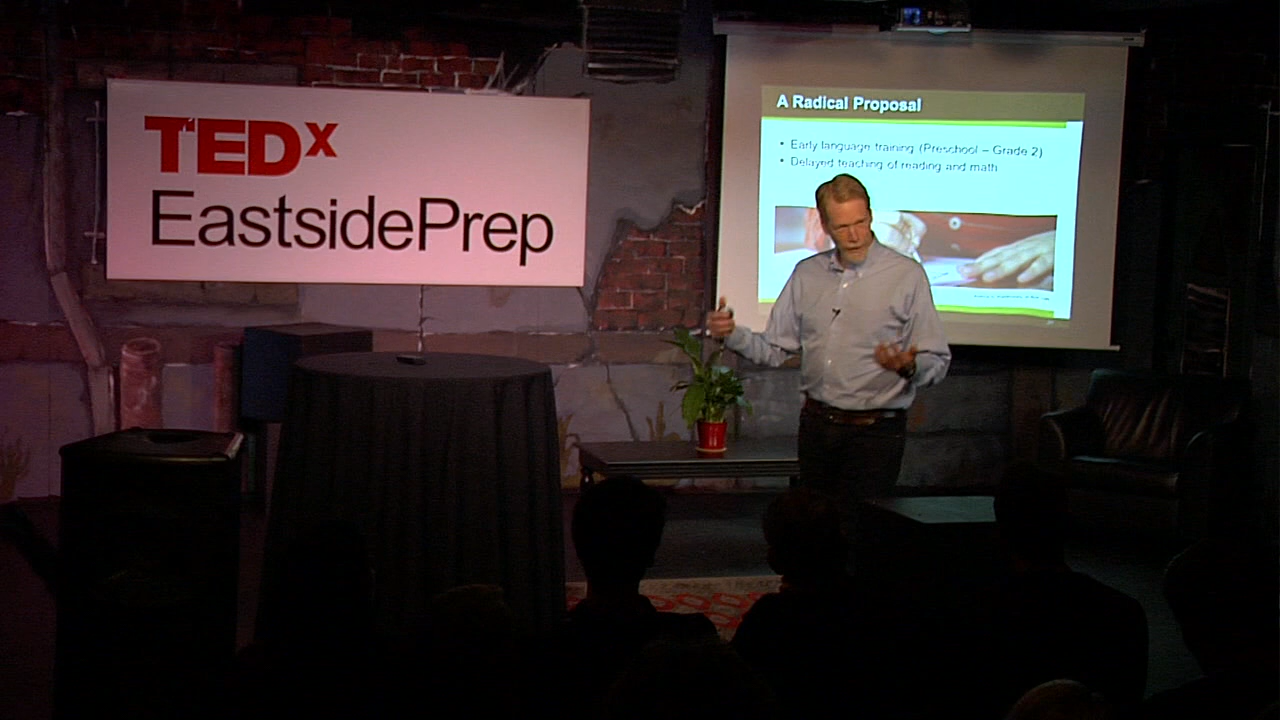 TEDx
EastsidePrep
A Radical Proposal
• Early language training (Preschool – Grade 2)
• Delayed teaching of reading and math